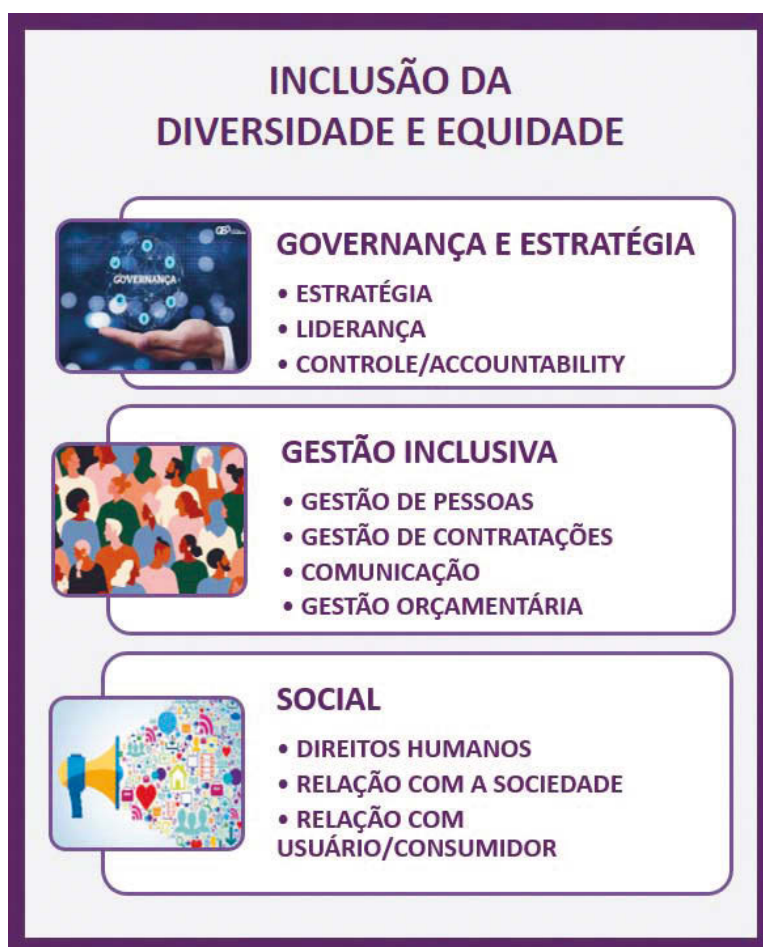 INCLUSÃO DA
DIVERSIDADE E EQUIDADE
GOVERNANÇA
GOVERNANÇA E ESTRATÉGIA
• ESTRATÉGIA
• LIDERANÇA
• CONTROLE/ACCOUNTABILITY
GESTÃO INCLUSIVA
• GESTÃO DE PESSOAS
• GESTÃO DE CONTRATAÇÕES
• COMUNICAÇÃO
• GESTÃO ORÇAMENTÁRIA
SOCIAL
• DIREITOS HUMANOS
• RELAÇÃO COM A SOCIEDADE
• RELAÇÃO COM
USUÁRIO/CONSUMIDOR